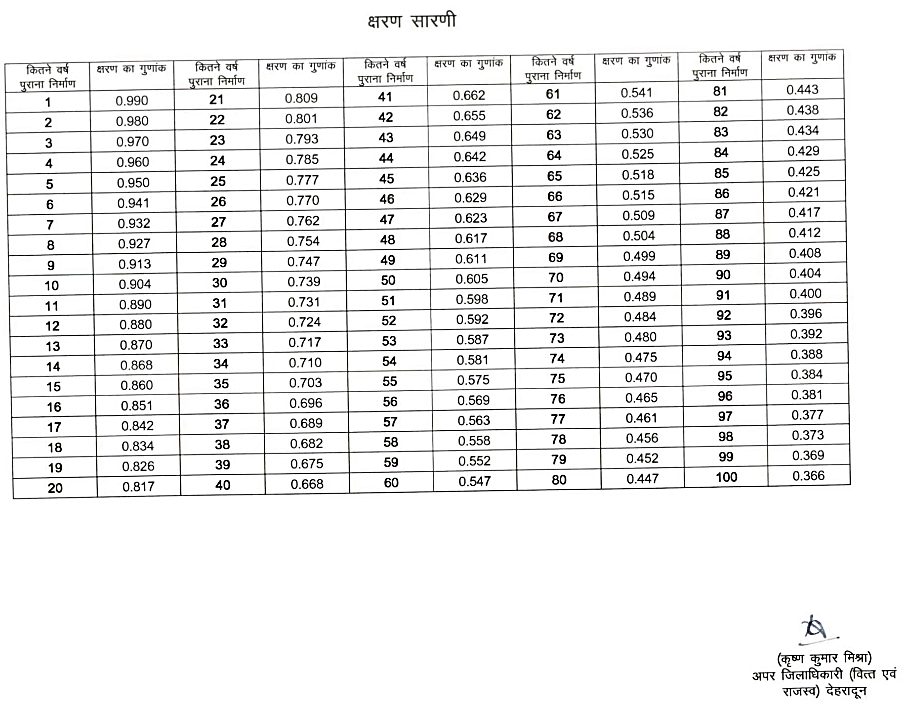 क्षरण सारणी
कितने वर्ष पुराना निर्माण क्षरण का गुणांक कितने वर्ष पुराना निर्माण क्षरण का गुणांक कितने वर्ष पुराना निर्माण क्षरण का गुणांक कितने वर्ष पुराना निर्माण क्षरण का गुणांक कितने वर्ष पुराना निर्माण क्षरण का गुणांक
1 0.990 21 0.809 41 0.662 61 0.541 81 0.443
2 0.980 22 0.801 42 0.655 62 0.536 82 0.438
3 0.970 23 0.793 43 0.649 63 0.530 83 0.434
4 0.960 24 0.785 44 0.642 64 0.525 84 0.429
5 0.950 25 0.777 45 0.636 65 0.518 85 0.425
6 0.941 26 0.770 46 0.629 66 0.515 86 0.421
7 0.932 27 0.762 47 0.623 67 0.509 87 0.417
8 0.927 28 0.754 48 0.617 68 0.504 88 0.412
9 0.913 29 0.747 49 0.611 69 0.499 89 0.408
10 0.904 30 0.739 50 0.605 70 0.494 90 0.404
11 0.890 31 0.731 51 0.598 71 0.489 91 0.400
12 0.880 32 0.724 52 0.592 72 0.484 92 0.396
13 0.870 33 0.717 53 0.587 73 0.480 93 0.392
14 0.868 34 0.710 54 0.581 74 0.475 94 0.388
15 0.860 35 0.703 55 0.575 75 0.470 95 0.384
16 0.851 36 0.696 56 0.569 76 0.465 96 0.381
17 0.842 37 0.689 57 0.563 77 0.461 97 0.377
18 0.834 38 0.682 58 0.558 78 0.456 98 0.373
19 0.826 39 0.675 59 0.552 79 0.452 99 0.369
20 0.817 40 0.668 60 0.547 80 0.447 100 0.366
(कृष्ण कुमार मिश्रा)
अपर जिलाधिकारी (वित्त एवं
राजस्व) देहरादून